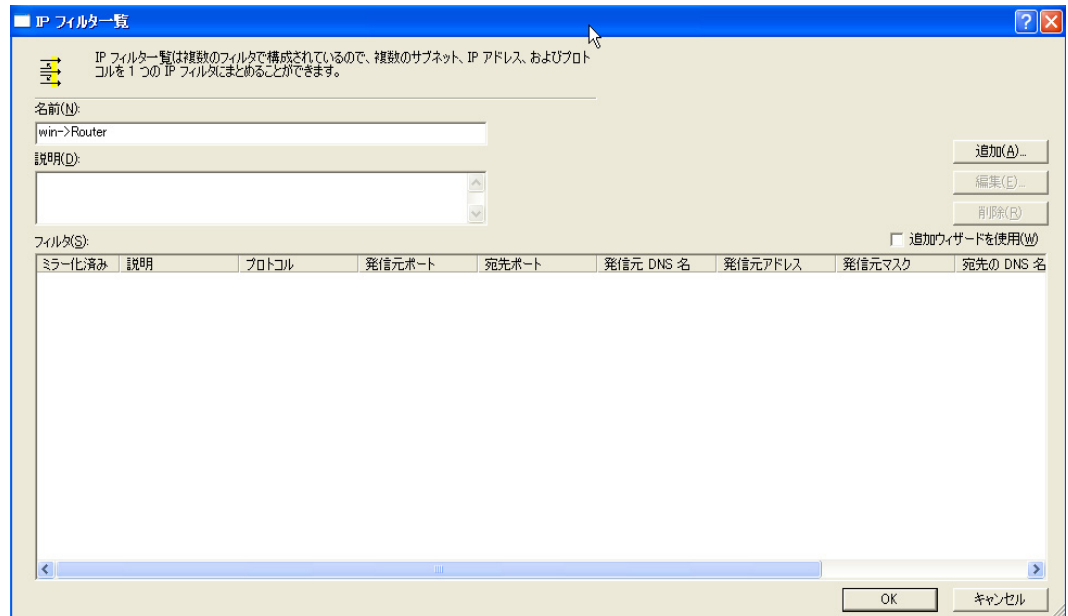 IP フィルタ一覧
IP フィルタ一覧は複数のフィルタで構成されているので、複数のサブネット、IP アドレス、およびプロト
コルを 1 つの IP フィルタにまとめることができます。
名前(N):
win->Router
追加(A)...
説明(D):
編集(E)...
削除(R)
フィルタ(S):
追加ウィザードを使用(W)
ミラー化済み 説明 プロトコル 発信元ポート 宛先ポート 発信元 DNS 名 発信元アドレス 発信元マスク 宛先の DNS 名
OK キャンセル